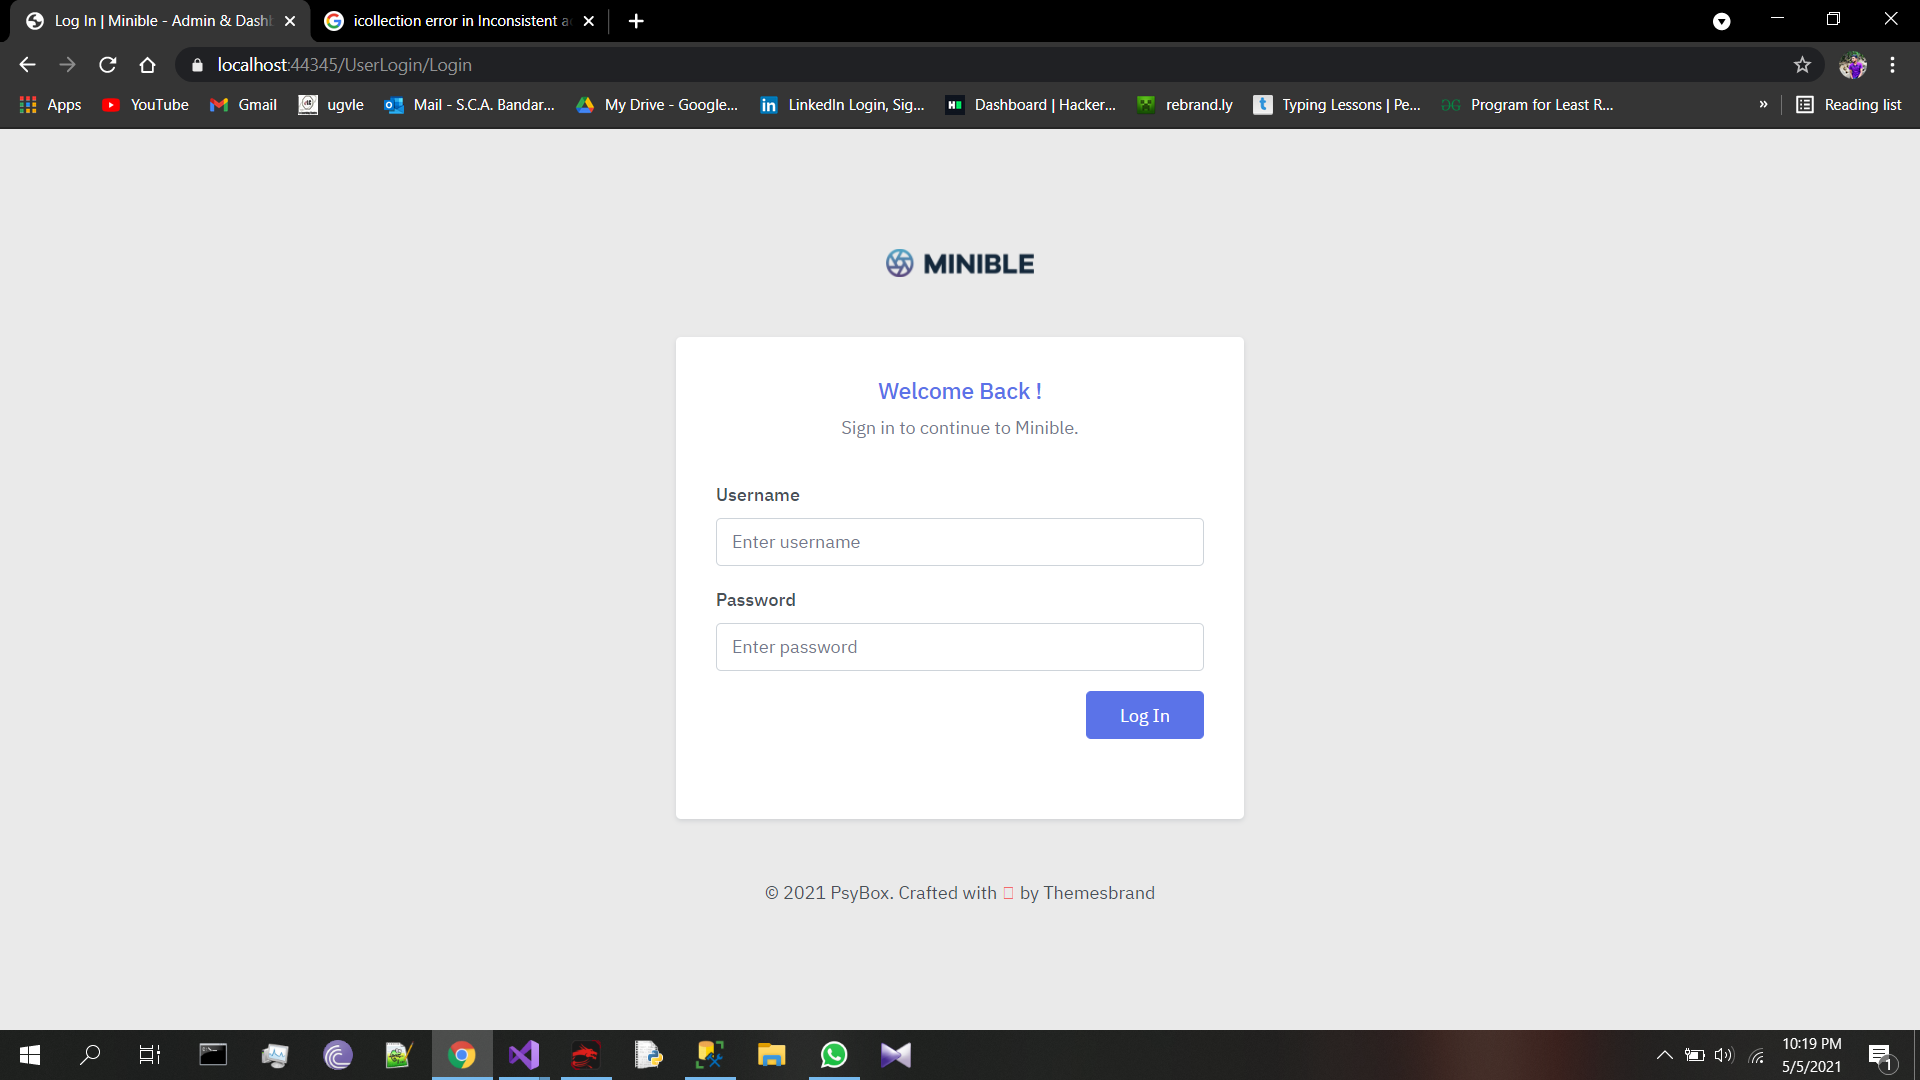 Log In | Minible - Admin & Dashb
icollection error in Inconsistent a
localhost:44345/UserLogin/Login
Apps
YouTube
Gmail
ugvle
Mail - S.C.A. Bandar...
My Drive - Google...
LinkedIn Login, Sig...
Dashboard | Hacker...
rebrand.ly
Typing Lessons | Pe...
Program for Least R...
»
Reading list
MINIBLE
Welcome Back !
Sign in to continue to Minible.
Username
Enter username
Password
Enter password
Log In
© 2021 PsyBox. Crafted with by Themesbrand
10:19 PM
5/5/2021
1